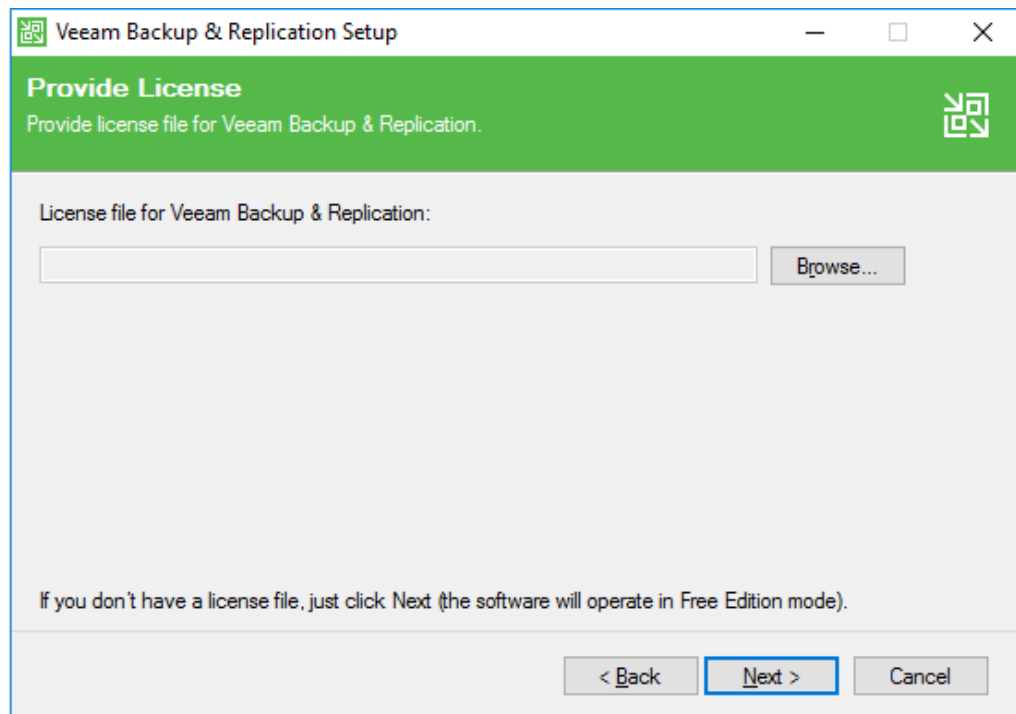 Veeam Backup & Replication Setup
Provide License
Provide license file for Veeam Backup & Replication.
License file for Veeam Backup & Replication:
Browse...
If you don't have a license file, just click Next (the software will operate in Free Edition mode).
< Back Next > Cancel